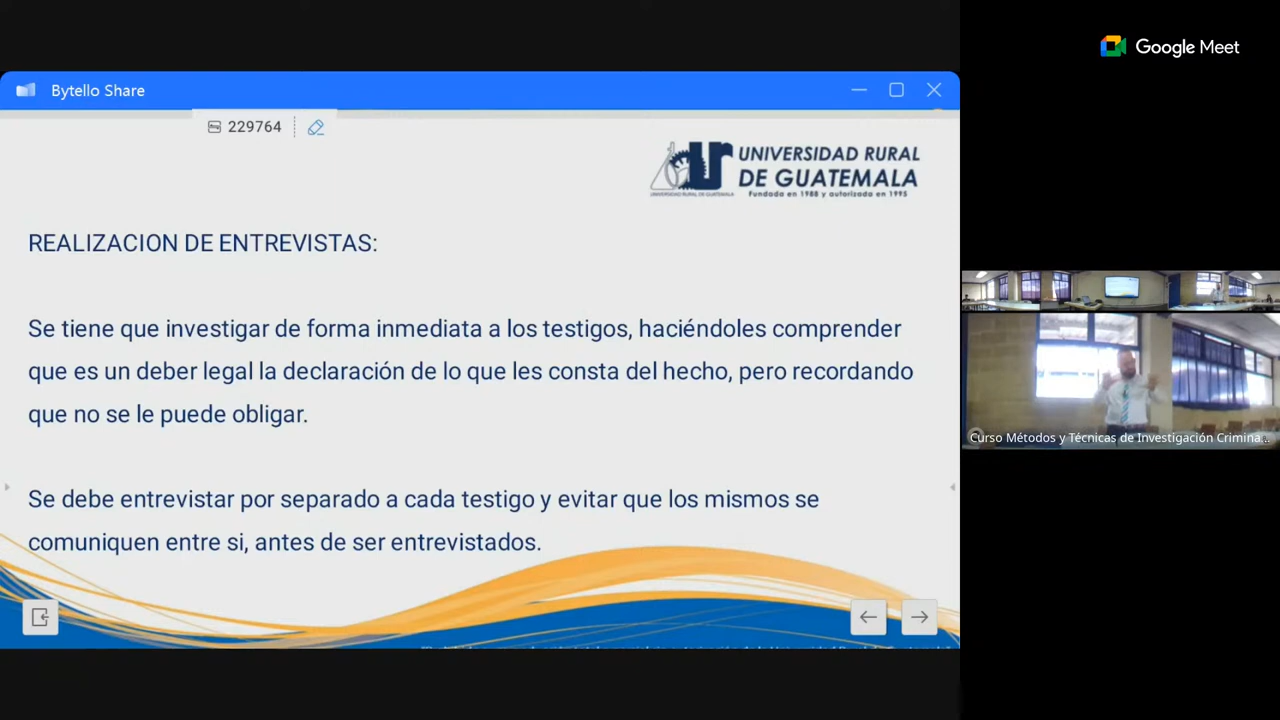 Google Meet
Bytello Share
229764
UNIVERSIDAD RURAL
DE GUATEMALA
Fundada en 1988 y autorizada en 1995
UNIVERSIDAD RURAL DE GUATEMALA
REALIZACION DE ENTREVISTAS:
Se tiene que investigar de forma inmediata a los testigos, haciéndoles comprender
que es un deber legal la declaración de lo que les consta del hecho, pero recordando
que no se le puede obligar.
Se debe entrevistar por separado a cada testigo y evitar que los mismos se
comuniquen entre si, antes de ser entrevistados.
Curso Métodos y Técnicas de Investigación Crimina...